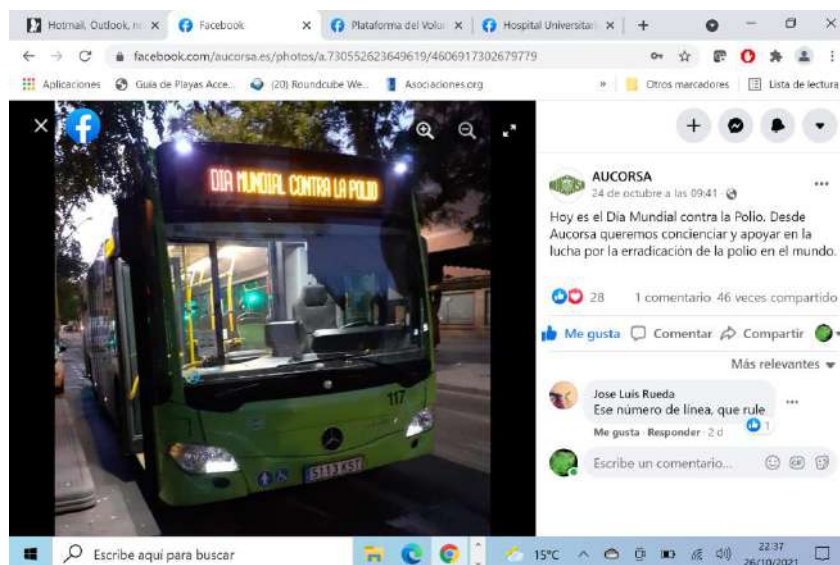 Hotmail, Outlook, n
Facebook
Plataforma del Volur
Hospital Universitari
facebook.com/aucorsa.es/photos/a.730552623649619/4606917302679779
Aplicaciones
Guia de Playas Acce...
(20) Roundcube We...
Asociaciones.org
Otros marcadores
Lista de lectura
DIA MUNDIAL CONTRA LA POLIO
117
AUCORSA
24 de octubre a las 09:41
Hoy es el Día Mundial contra la Polio. Desde
Aucorsa queremos concienciar y apoyar en la
lucha por la erradicación de la polio en el mundo.
28
1 comentario 46 veces compartido
Me gusta
Comentar
Compartir
Más relevantes
Jose Luis Rueda
Ese número de línea, que rule
1
Me gusta · Responder · 2 d
Escribe un comentario...
Escribe aquí para buscar
15°C
22:37
26/10/2021